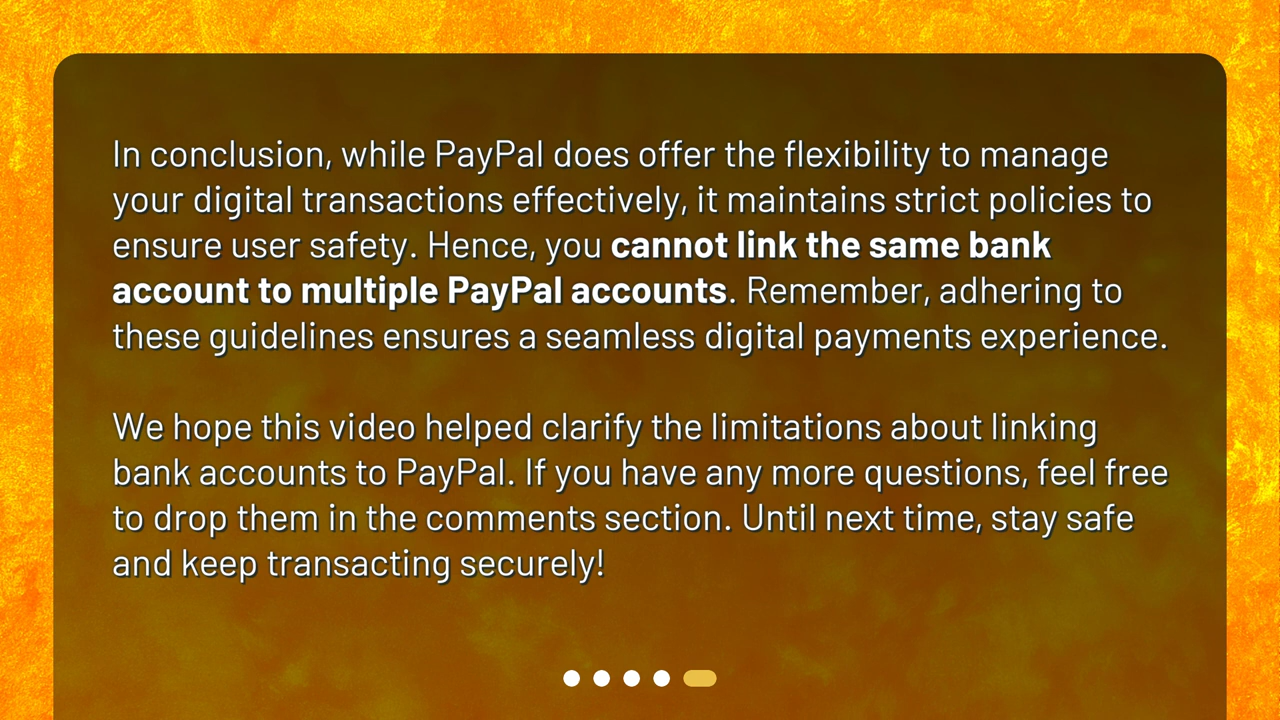 In conclusion, while PayPal does offer the flexibility to manage
your digital transactions effectively, it maintains strict policies to
ensure user safety. Hence, you cannot link the same bank
account to multiple PayPal accounts. Remember, adhering to
these guidelines ensures a seamless digital payments experience.
We hope this video helped clarify the limitations about linking
bank accounts to PayPal. If you have any more questions, feel free
to drop them in the comments section. Until next time, stay safe
and keep transacting securely!